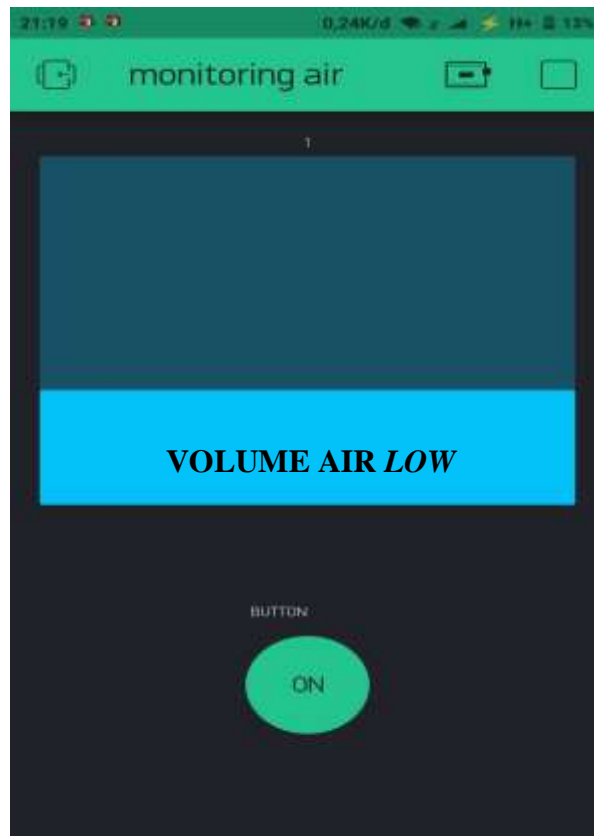 21:19 0,24K/d H+ 13%
monitoring air
1
VOLUME AIR LOW
BUTTON
ON